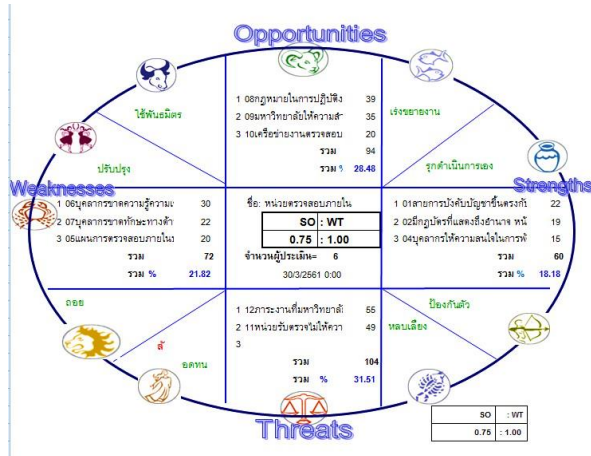 Opportunities
1 08กฎหมายในการปฏิบัติง 39
2 09มหาวิทยาลัยให้ความสำ 35
3 10เครือข่ายงานตรวจสอบ 20
รวม 94
รวม % 28.48
ใช้พันธมิตร
ปรับปรุง
เร่งขยายงาน
รุกดำเนินการเอง
Weaknesses
1 06บุคลากรขาดความรู้ความ 30
2 07บุคลากรขาดทักษะทางด้า 22
3 05แผนการตรวจสอบภายใน 20
รวม 72
รวม % 21.82
ชื่อ: หน่วยตรวจสอบภายใน
SO : WT
0.75 : 1.00
จำนวนผู้ประเมิน= 6
30/3/2561 0:00
Strengths
1 01สายการบังคับบัญชาขึ้นตรงกั 22
2 02มีกฎบัตรที่แสดงถึงอำนาจ หน้ 19
3 04บุคลากรให้ความสนใจในการพั 15
รวม 60
รวม % 18.18
ถอย
สั
อดทน
1 12ภาระงานที่มหาวิทยาลั 55
2 11หน่วยรับตรวจไม่ให้ควา 49
3
รวม 104
รวม % 31.51
ป้องกันตัว
หลบเลี่ยง
Threats
SO : WT
0.75 : 1.00